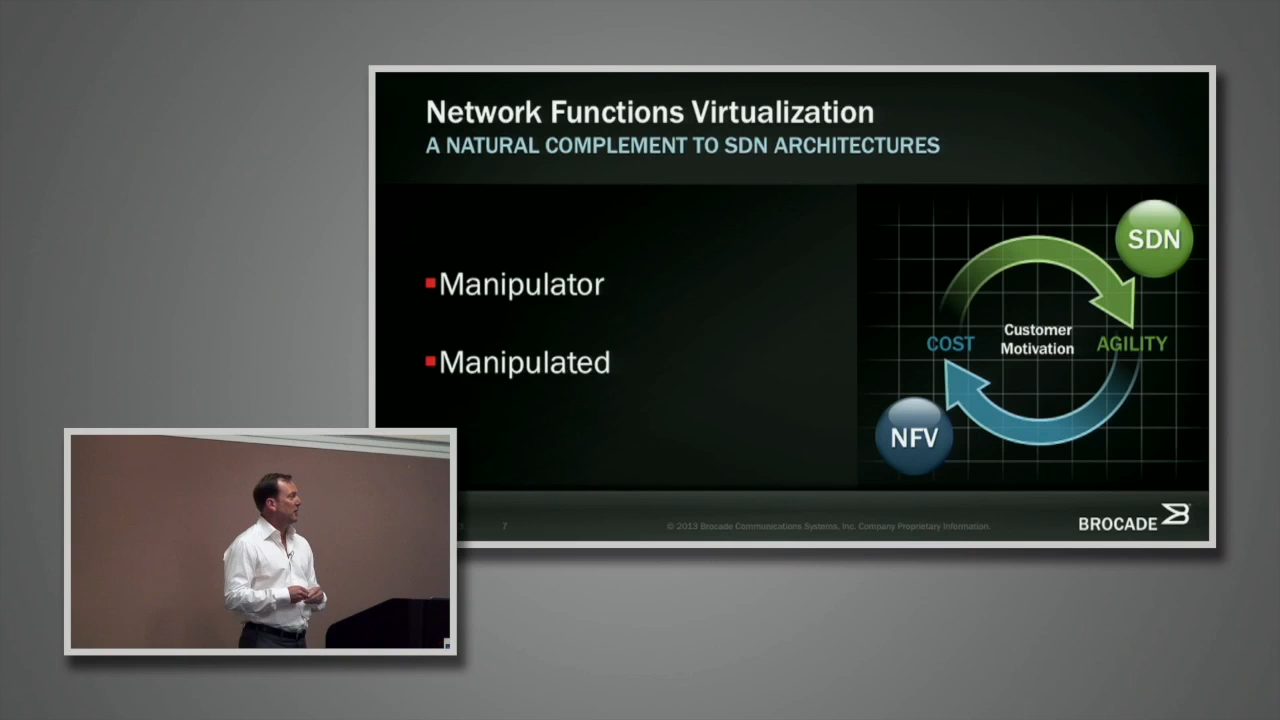 Network Functions Virtualization
A NATURAL COMPLEMENT TO SDN ARCHITECTURES
Manipulator
Manipulated
SDN
Customer
Motivation
COST
AGILITY
NFV
7
© 2013 Brocade Communications Systems, Inc. Company Proprietary Information.
BROCADE